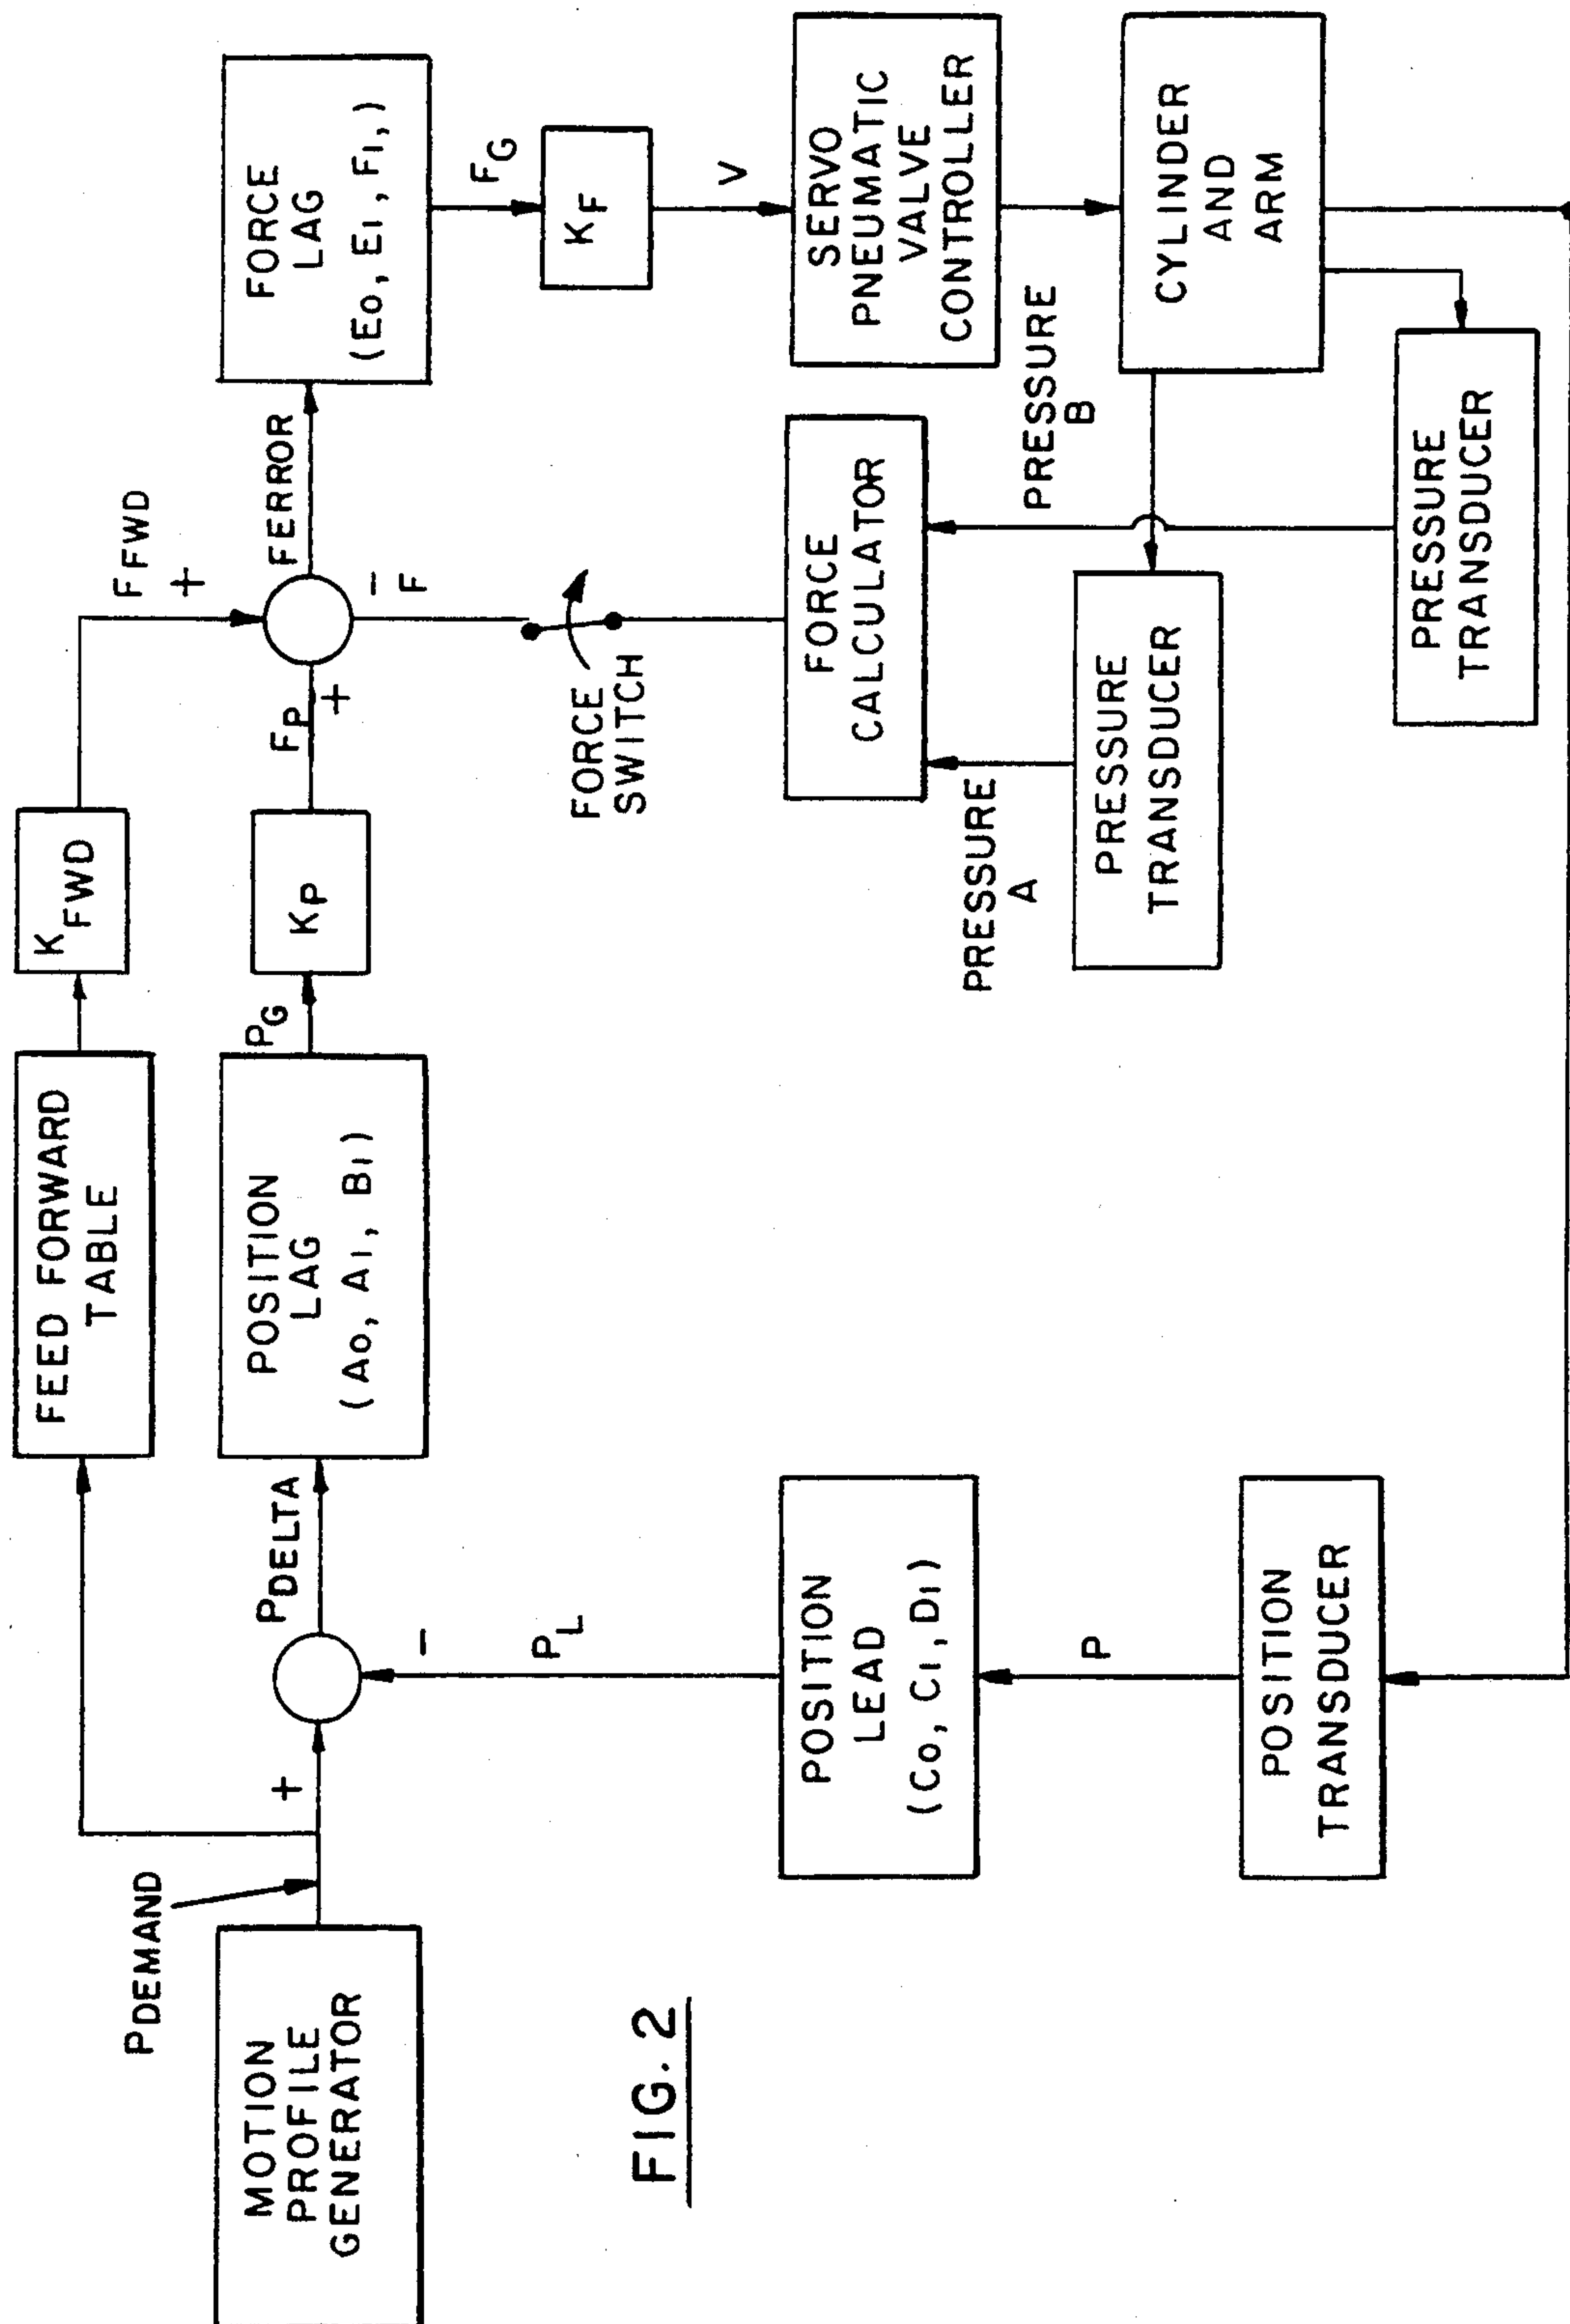 MOTION
PROFILE
GENERATOR
PDEMAND
+
FEED FORWARD
TABLE
KFWD
FFWD
+
PDELTA
POSITION
LAG
(A0, A1, B1)
PG
KP
FP
+
FERROR
FORCE
LAG
(E0, E1, F1,)
FG
KF
V
SERVO
PNEUMATIC
VALVE
CONTROLLER
CYLINDER
AND
ARM
−
F
FORCE
SWITCH
FORCE
CALCULATOR
PRESSURE
A
PRESSURE
B
PRESSURE
TRANSDUCER
PRESSURE
TRANSDUCER
−
PL
POSITION
LEAD
(C0, C1, D1)
P
POSITION
TRANSDUCER
FIG. 2